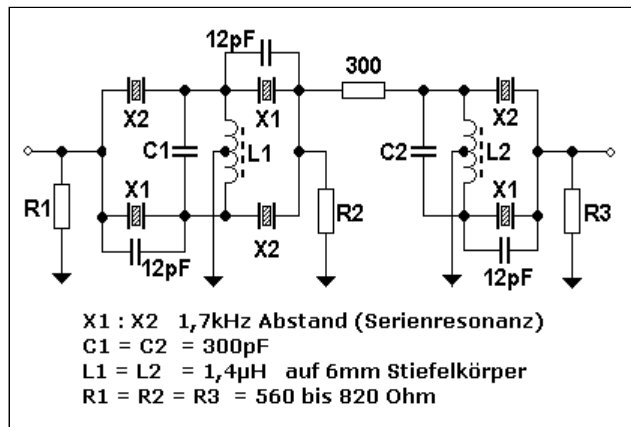 12pF
300
X2
X1
X2
C1
L1
C2
L2
X1
X1
R1
R2
R3
12pF
X2
12pF
X1 : X2 1,7kHz Abstand (Serienresonanz)
C1 = C2 = 300pF
L1 = L2 = 1,4µH auf 6mm Stiefelkörper
R1 = R2 = R3 = 560 bis 820 Ohm